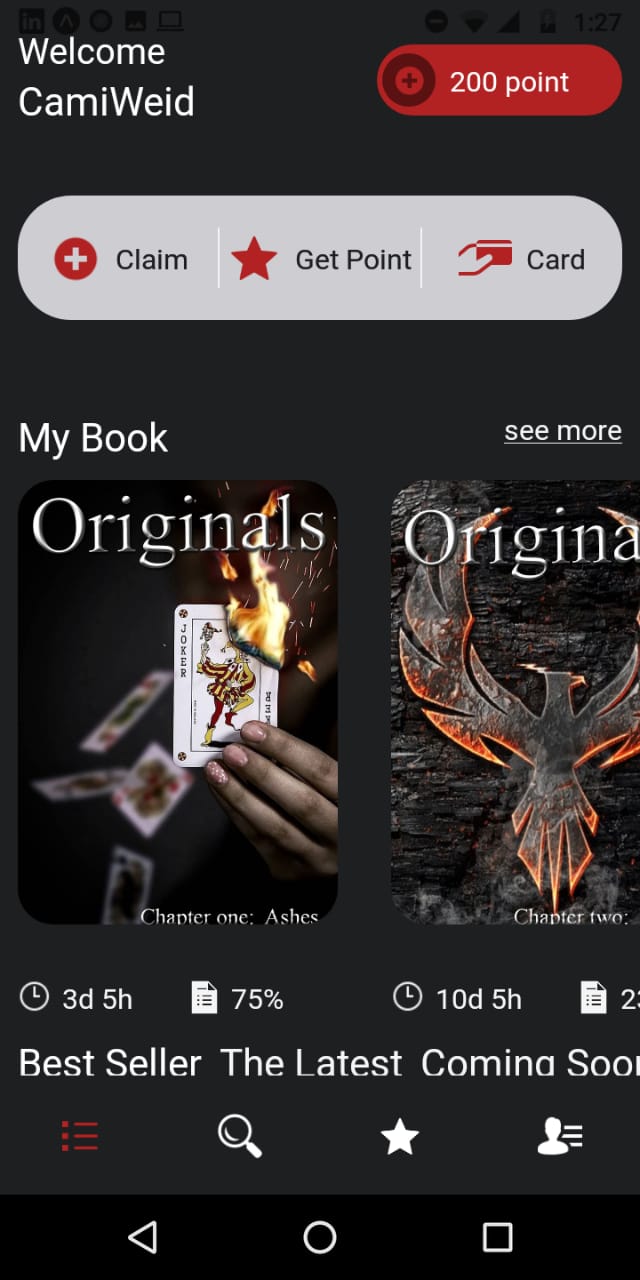 1:27
Welcome
CamiWeid
200 point
Claim
Get Point
Card
My Book
see more
Originals
JOKER
Chapter one: Ashes
Origina
Chapter two:
3d 5h
75%
10d 5h
23
Best Seller The Latest Coming Soon